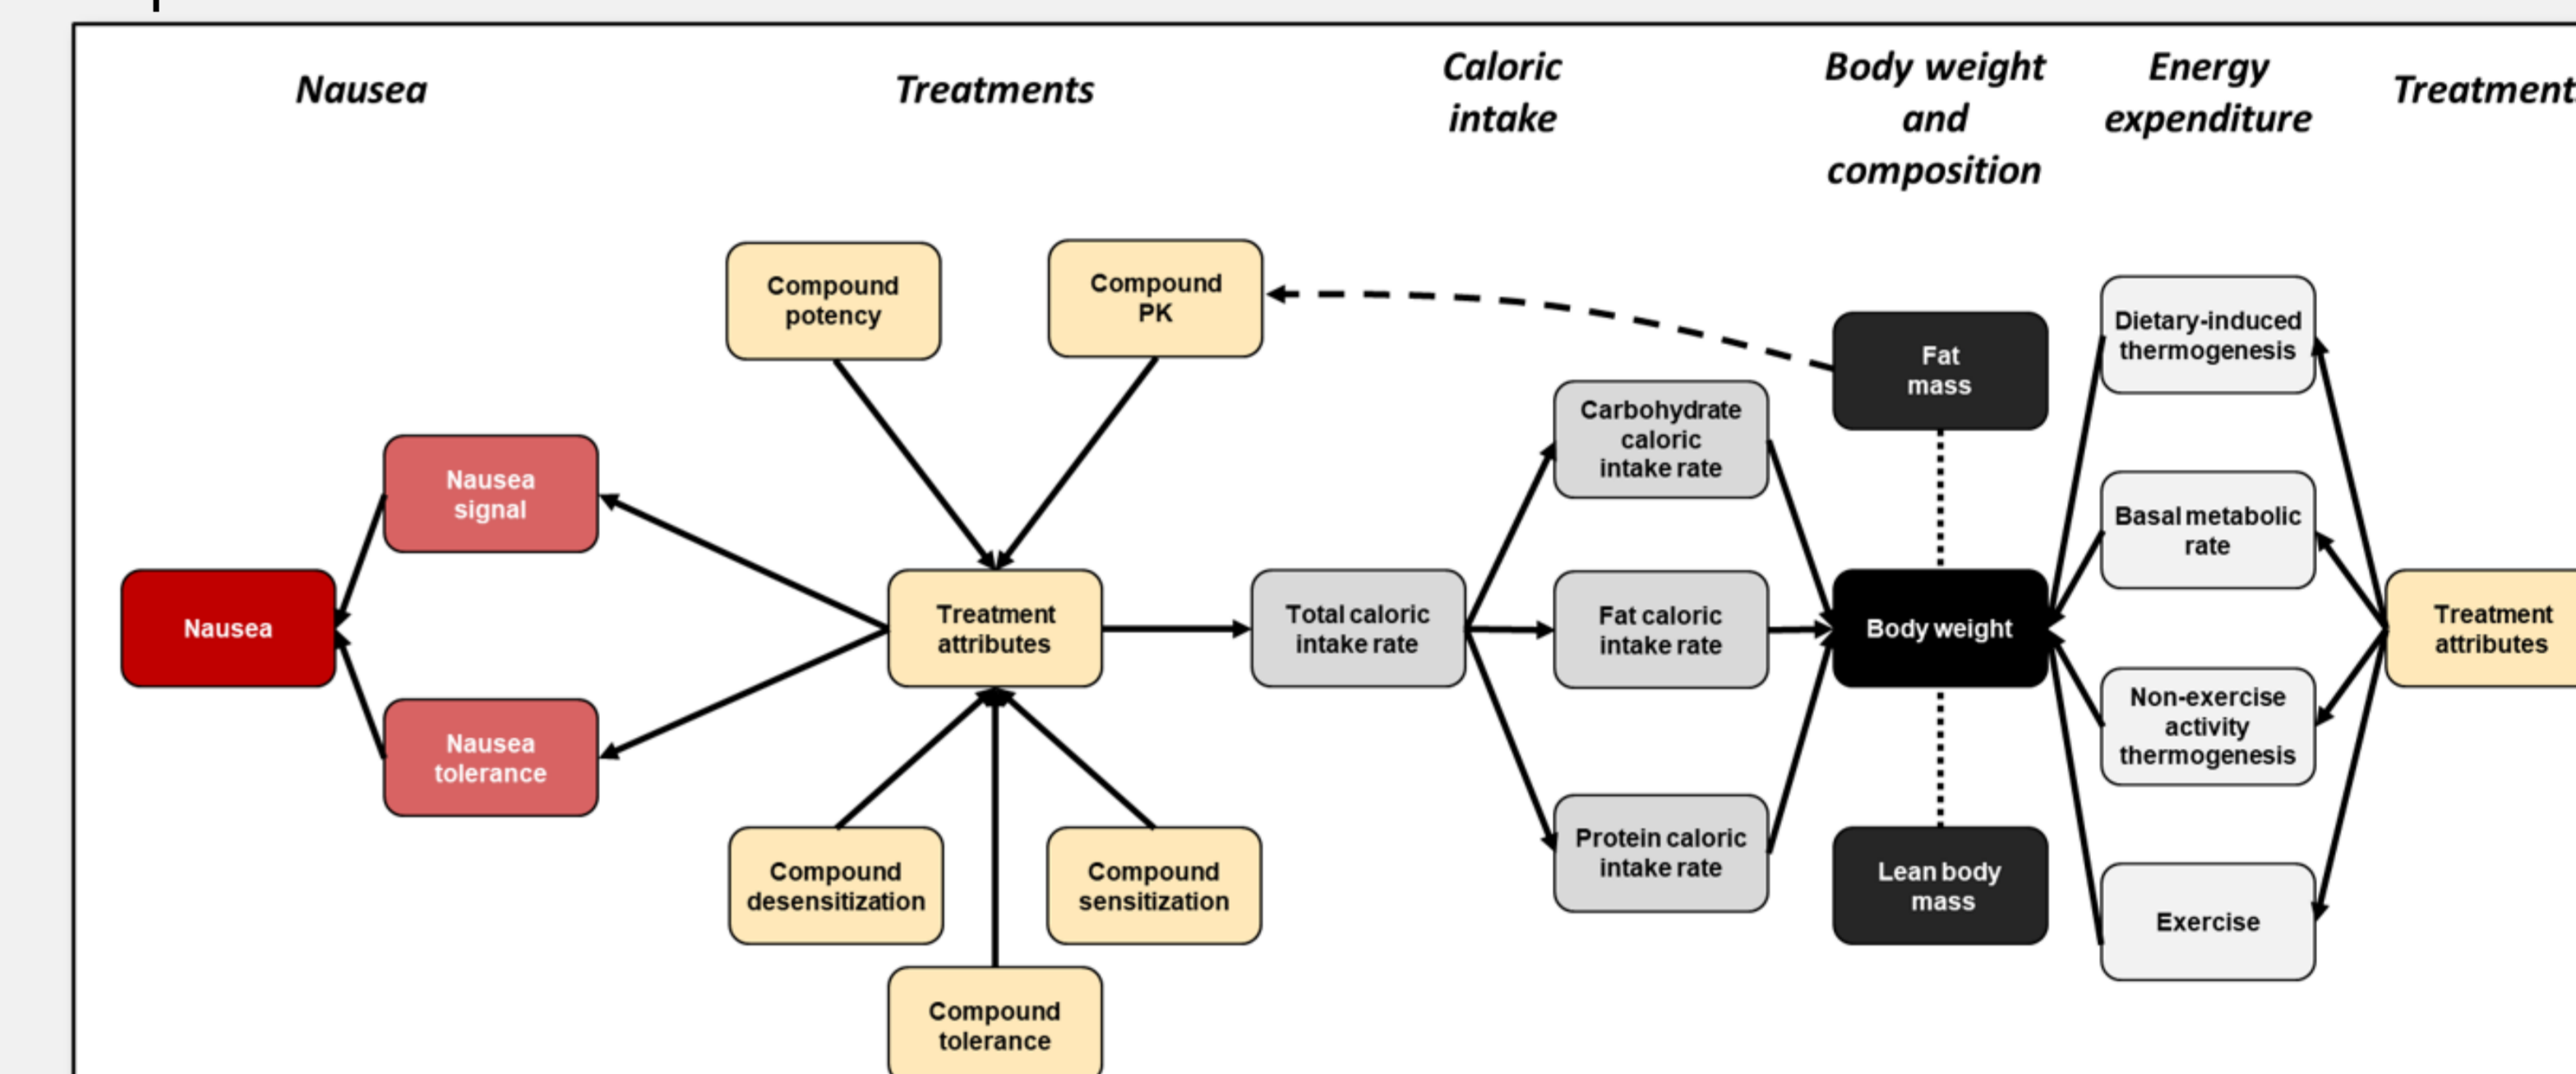 Nausea
Treatments
Caloric
intake
Body weight
and
composition
Energy
expenditure
Treatment
Compound
potency
Compound
PK
Fat
mass
Dietary-induced
thermogenesis
Carbohydrate
caloric
intake rate
Nausea
signal
Basal metabolic
rate
Nausea
Treatment
attributes
Total caloric
intake rate
Fat caloric
intake rate
Body weight
Treatment
attributes
Non-exercise
activity
thermogenesis
Nausea
tolerance
Protein caloric
intake rate
Compound
desensitization
Compound
sensitization
Lean body
mass
Exercise
Compound
tolerance